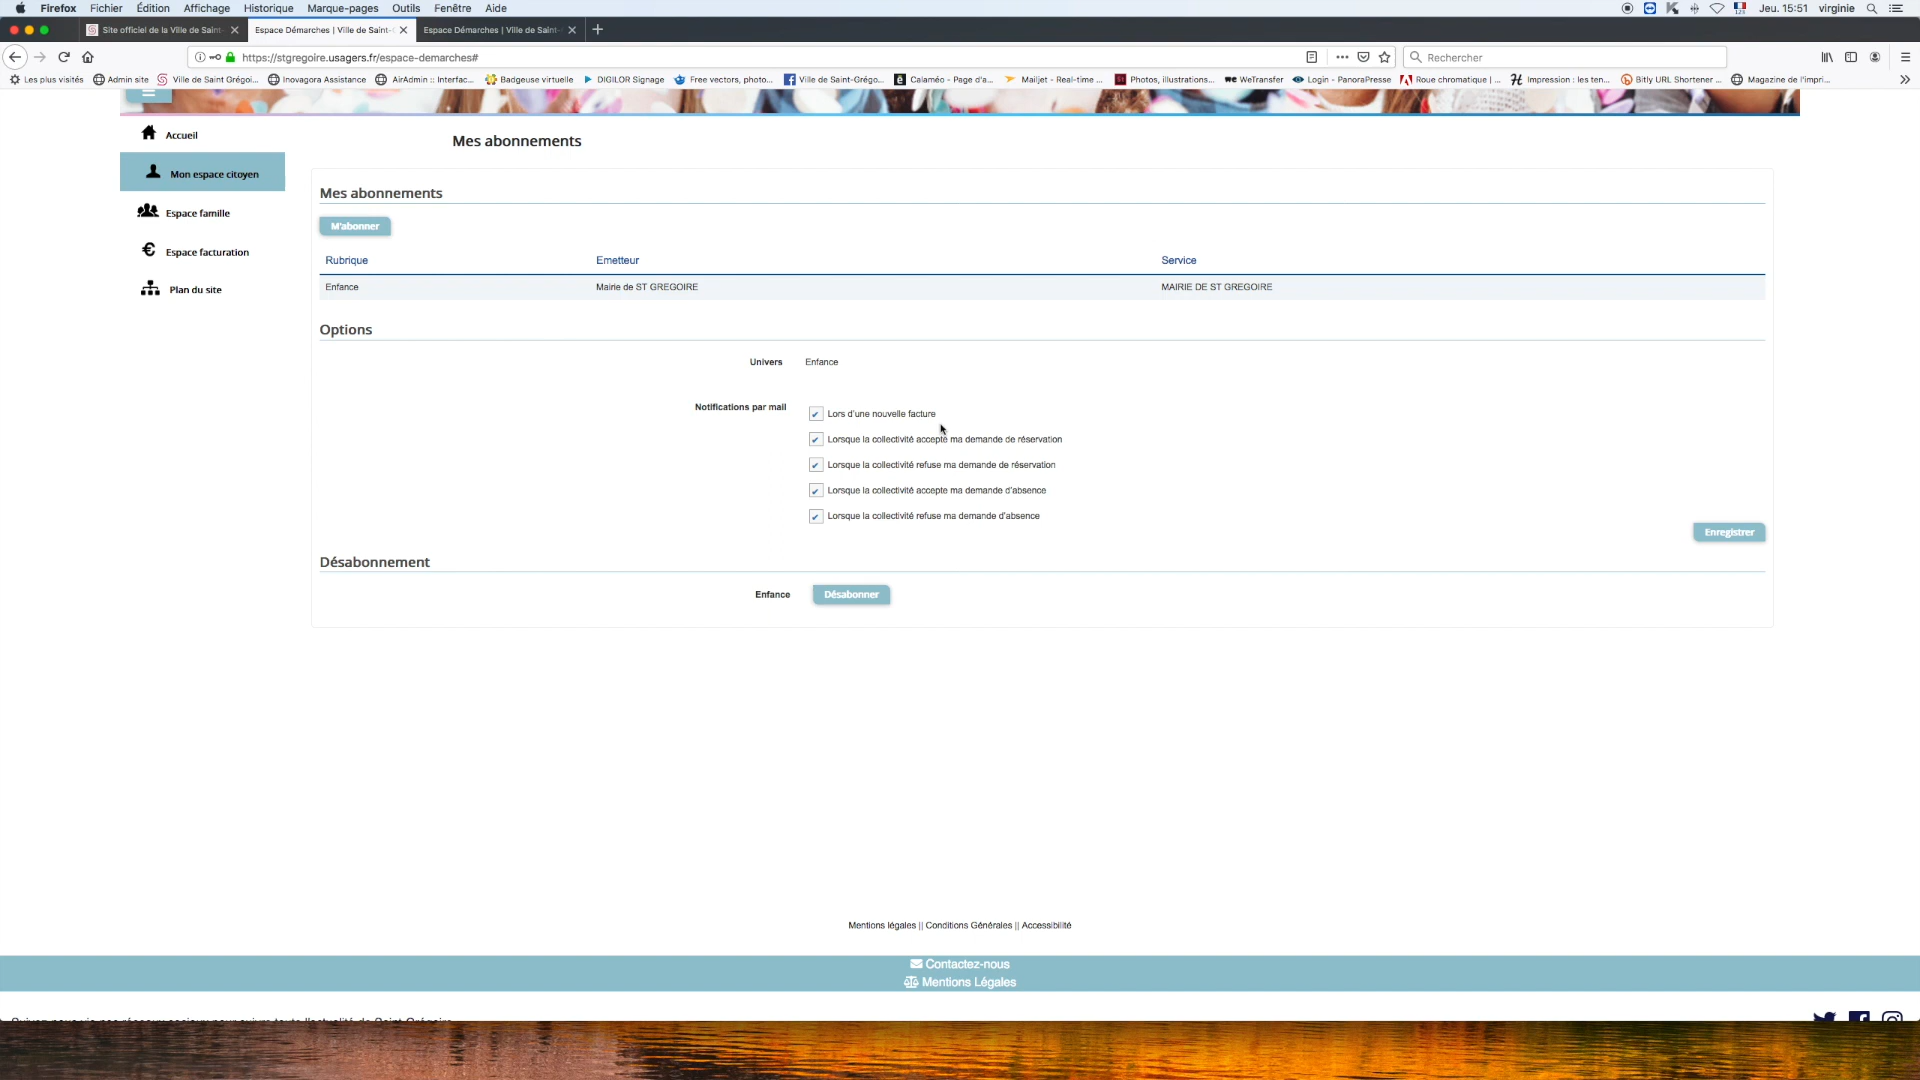 Firefox Fichier Édition Affichage Historique Marque-pages Outils Fenêtre Aide Jeu. 15:51 virginie
Site officiel de la Ville de Saint- Espace Démarches | Ville de Saint- Espace Démarches | Ville de Saint-
https://stgregoire.usagers.fr/espace-demarches# Rechercher
Les plus visités Admin site Ville de Saint Grégoi... Inovagora Assistance AirAdmin :: Interfac... Badgeuse virtuelle DIGILOR Signage Free vectors, photo... Ville de Saint-Grégo... Calaméo - Page d'a... Mailjet - Real-time ... Photos, illustrations... WeTransfer Login - PanoraPresse Roue chromatique | ... Impression : les ten... Bitly URL Shortener ... Magazine de l'impri...
Accueil
Mon espace citoyen
Espace famille
Espace facturation
Plan du site
Mes abonnements
Mes abonnements
M'abonner
Rubrique Emetteur Service
Enfance Mairie de ST GREGOIRE MAIRIE DE ST GREGOIRE
Options
Univers Enfance
Notifications par mail
Lors d'une nouvelle facture
Lorsque la collectivité accepte ma demande de réservation
Lorsque la collectivité refuse ma demande de réservation
Lorsque la collectivité accepte ma demande d'absence
Lorsque la collectivité refuse ma demande d'absence
Enregistrer
Désabonnement
Enfance Désabonner
Mentions légales || Conditions Générales || Accessibilité
Contactez-nous
Mentions Légales